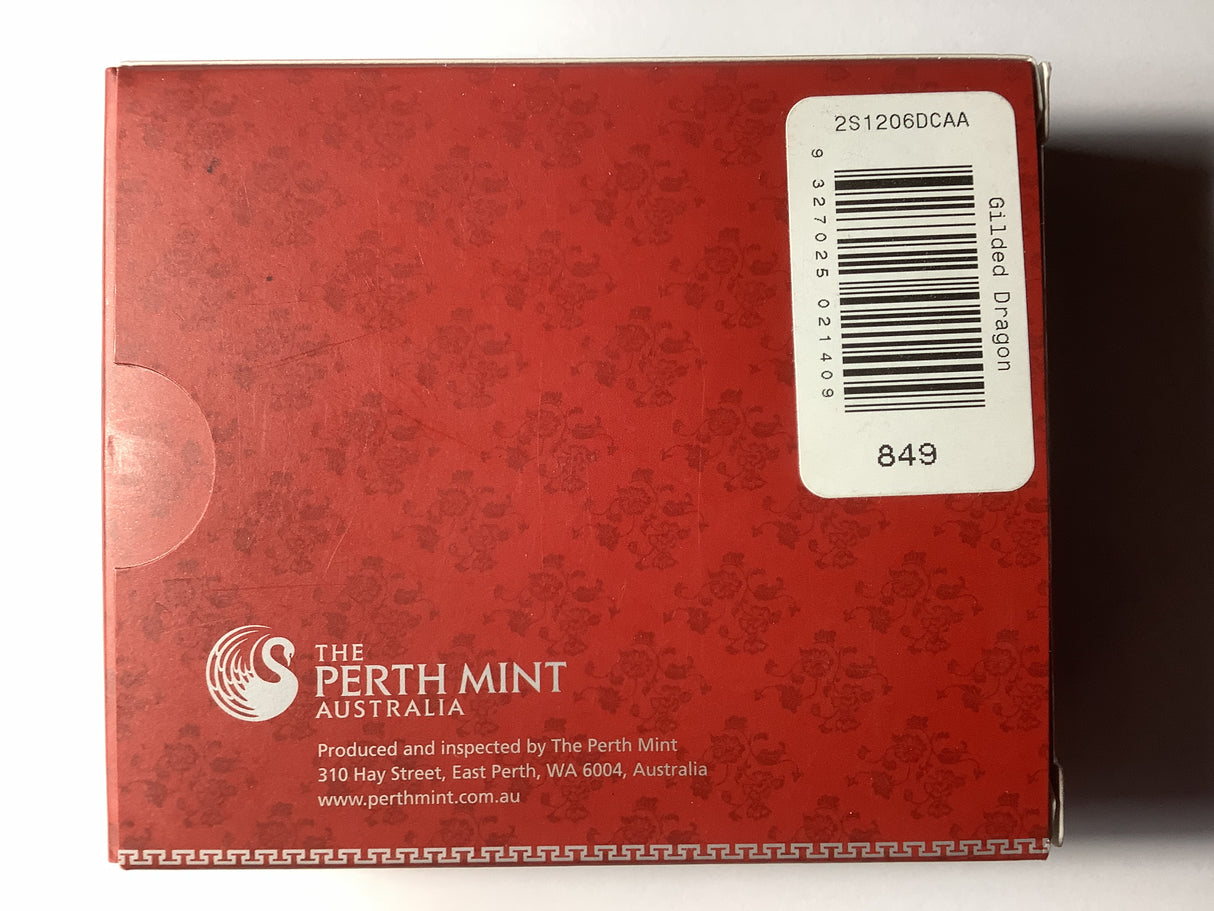 2S1206DCAA
9 327025 021409
Gilded Dragon
849
THE
PERTH MINT
AUSTRALIA
Produced and inspected by The Perth Mint
310 Hay Street, East Perth, WA 6004, Australia
www.perthmint.com.au